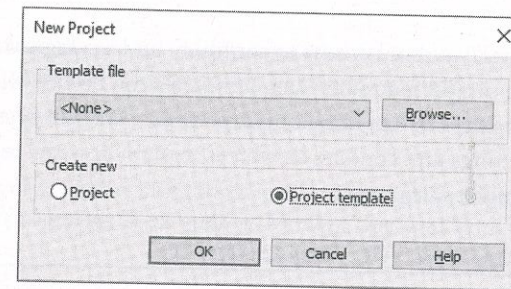 New Project
Template file
<None>
Browse...
Create new
Project
Project template
OK
Cancel
Help